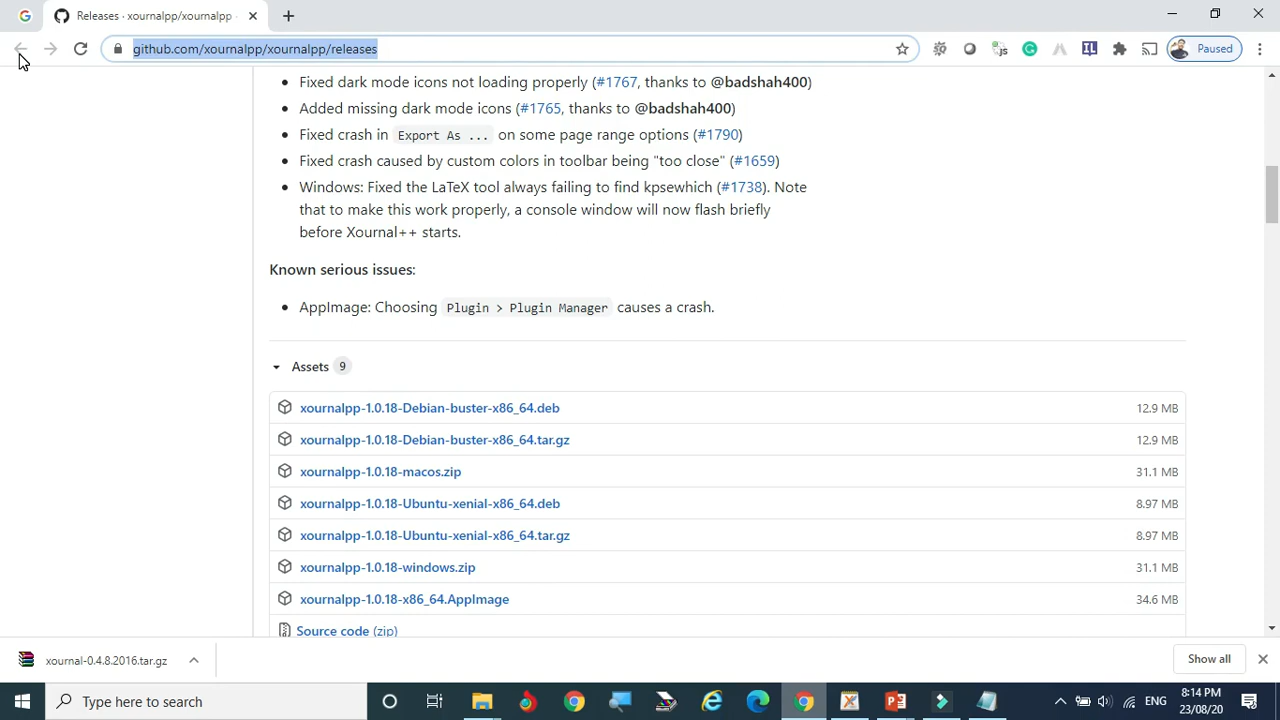 Releases · xournalpp/xournalpp
github.com/xournalpp/xournalpp/releases
Paused
Fixed dark mode icons not loading properly (#1767, thanks to @badshah400)
Added missing dark mode icons (#1765, thanks to @badshah400)
Fixed crash in Export As ... on some page range options (#1790)
Fixed crash caused by custom colors in toolbar being "too close" (#1659)
Windows: Fixed the LaTeX tool always failing to find kpsewhich (#1738). Note
that to make this work properly, a console window will now flash briefly
before Xournal++ starts.
Known serious issues:
AppImage: Choosing Plugin > Plugin Manager causes a crash.
Assets 9
xournalpp-1.0.18-Debian-buster-x86_64.deb 12.9 MB
xournalpp-1.0.18-Debian-buster-x86_64.tar.gz 12.9 MB
xournalpp-1.0.18-macos.zip 31.1 MB
xournalpp-1.0.18-Ubuntu-xenial-x86_64.deb 8.97 MB
xournalpp-1.0.18-Ubuntu-xenial-x86_64.tar.gz 8.97 MB
xournalpp-1.0.18-windows.zip 31.1 MB
xournalpp-1.0.18-x86_64.AppImage 34.6 MB
Source code (zip)
xournal-0.4.8.2016.tar.gz
Show all
Type here to search
ENG
8:14 PM
23/08/20